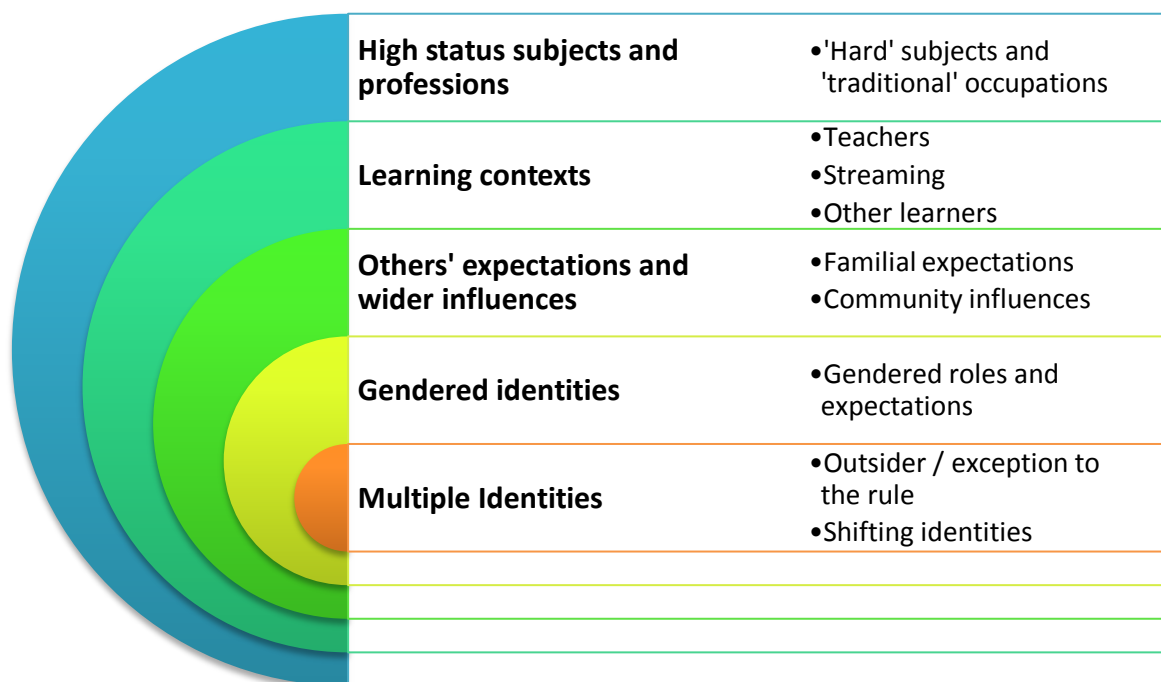 High status subjects and
professions
•'Hard' subjects and
'traditional' occupations
Learning contexts
•Teachers
•Streaming
•Other learners
Others' expectations and
wider influences
•Familial expectations
•Community influences
Gendered identities
•Gendered roles and
expectations
Multiple Identities
•Outsider / exception to
the rule
•Shifting identities